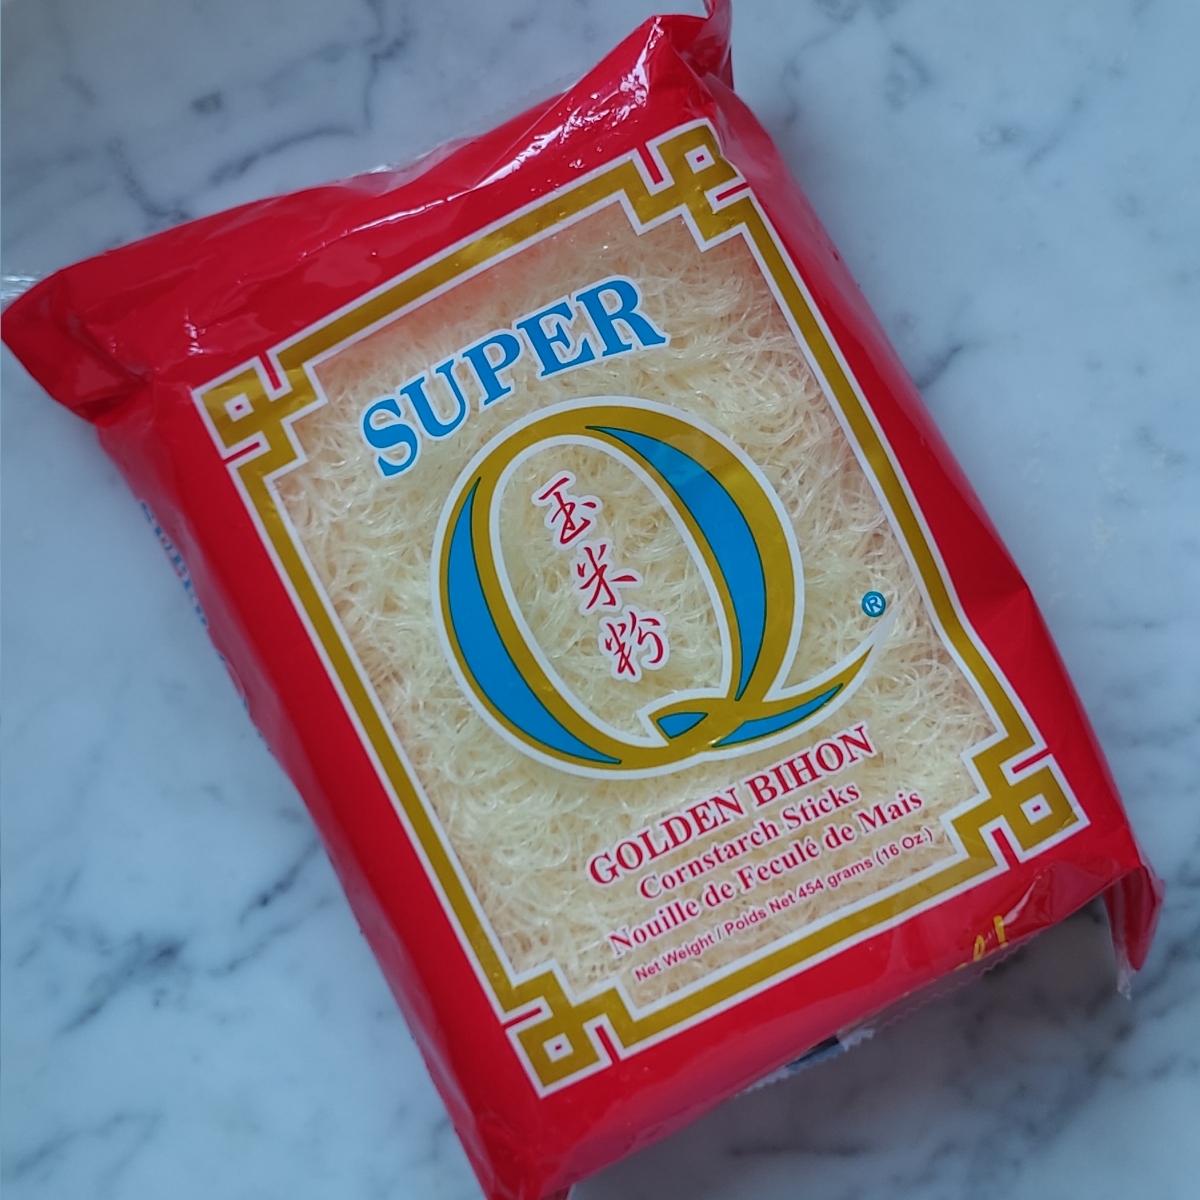 SUPER
Q
玉
米
粉
®
GOLDEN BIHON
Cornstarch Sticks
Nouille de Feculé de Mais
Net Weight / Poids Net 454 grams (16 Oz.)